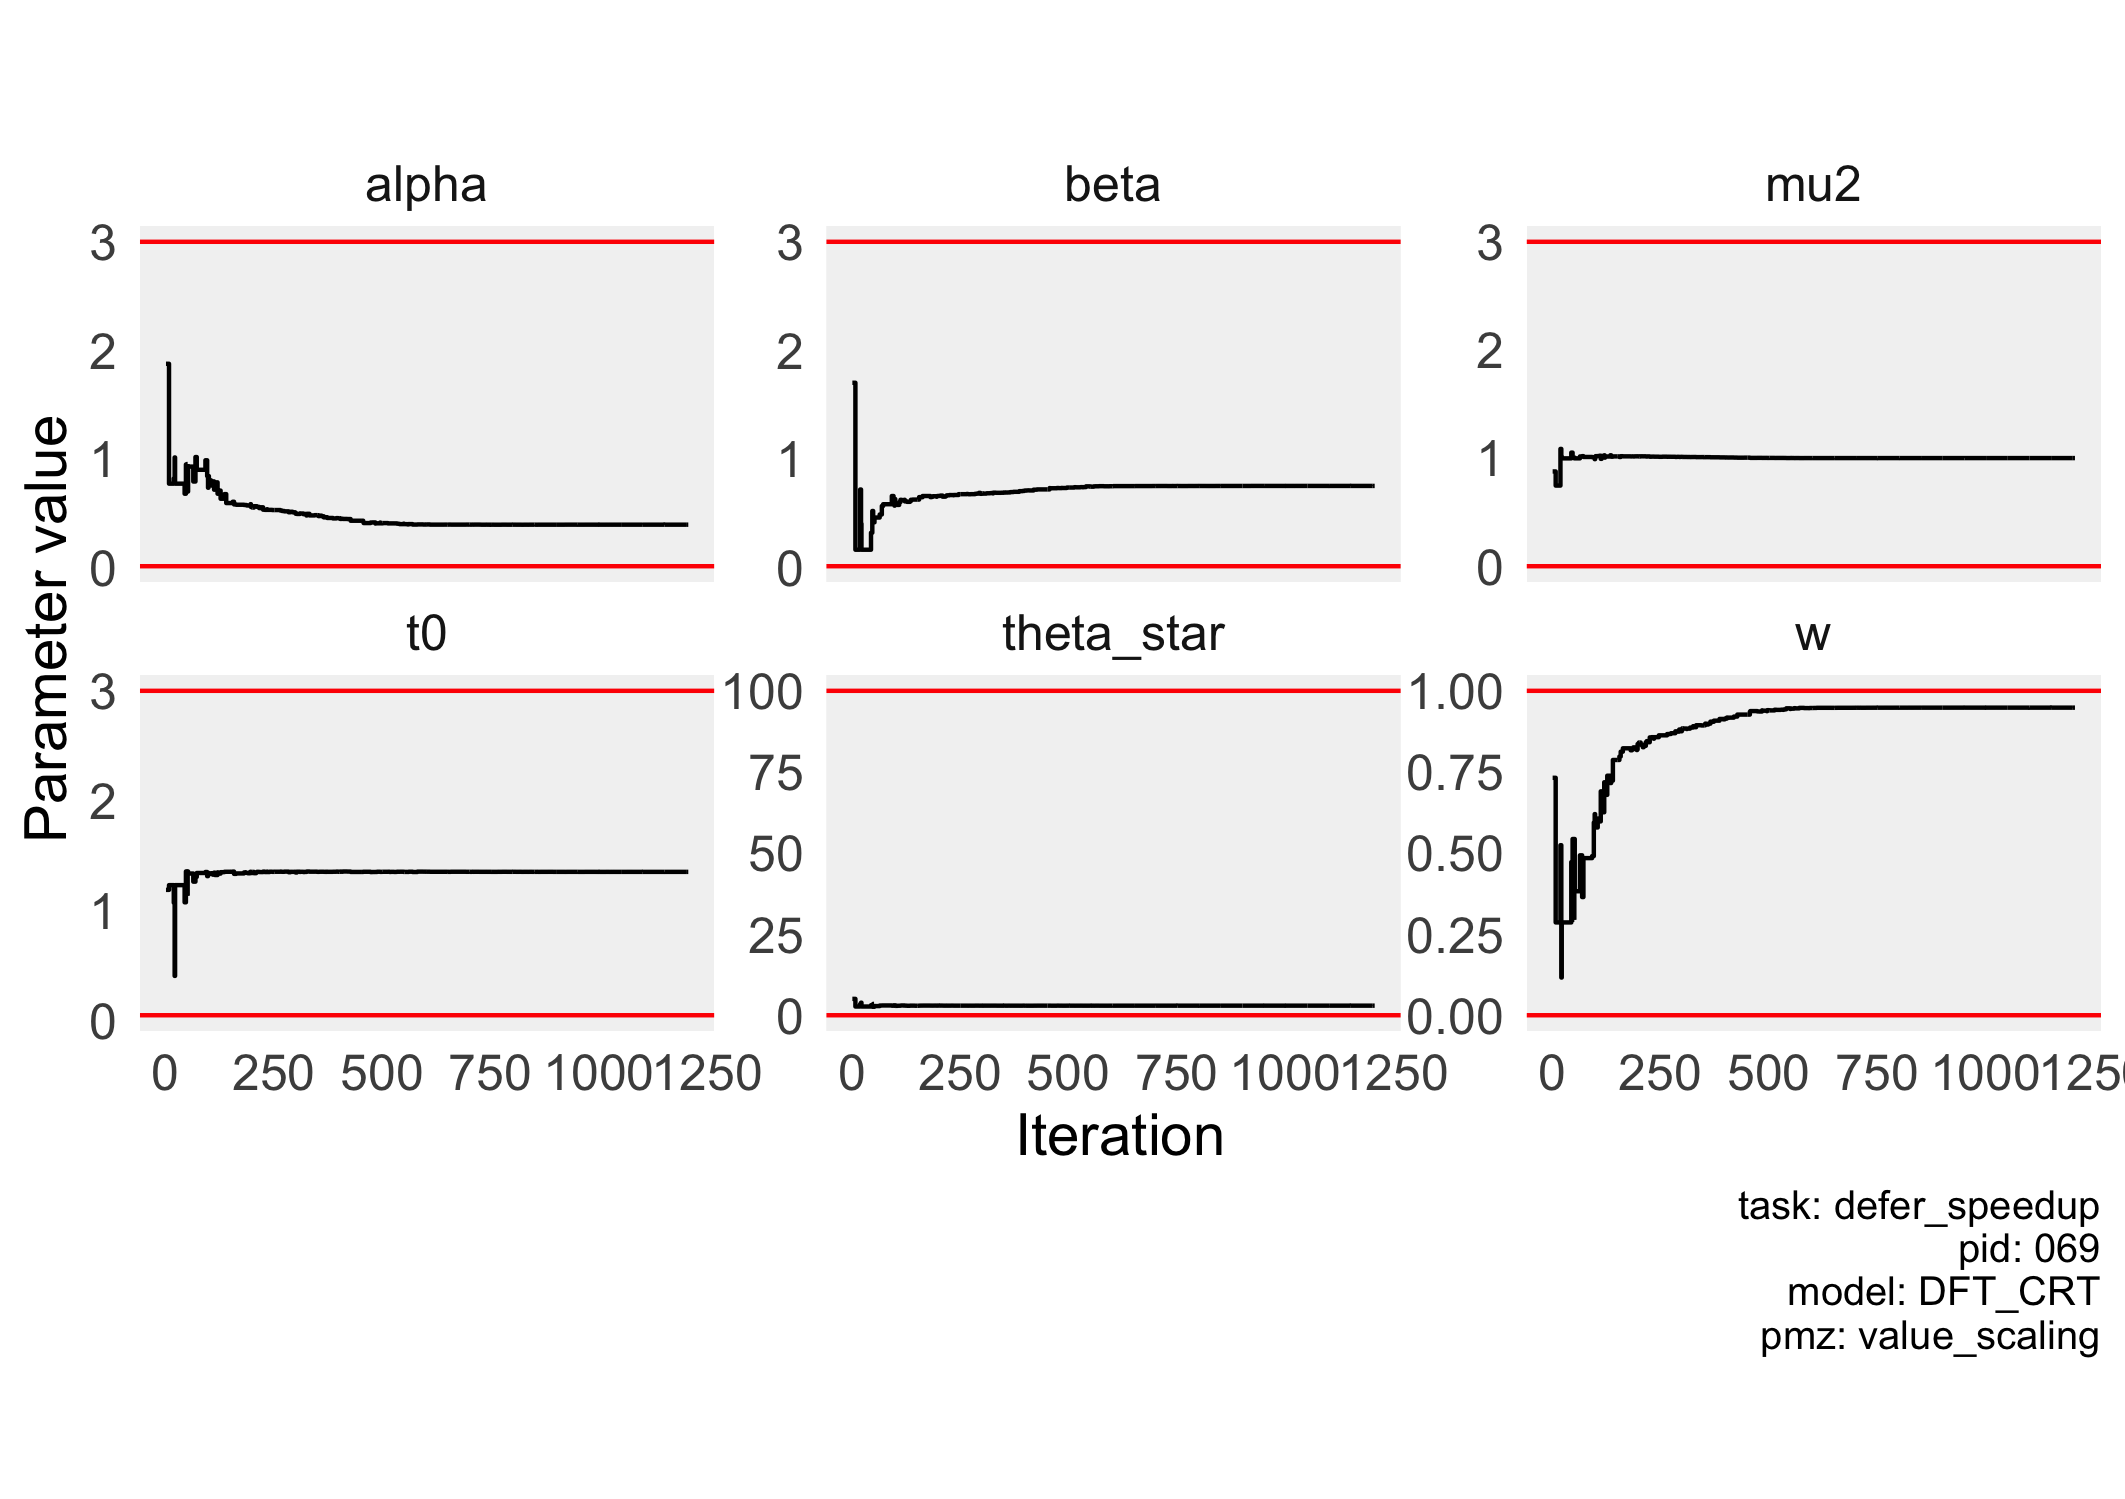 alpha beta mu2
3 3 3
2 2 2
1 1 1
0 0 0
Parameter value
t0 theta_star w
3 100 1.00
2 75 0.75
50 0.50
1 25 0.25
0 0 0.00
0 250 500 750 1000 1250 0 250 500 750 1000 1250 0 250 500 750 1000 1250
Iteration
task: defer_speedup
pid: 069
model: DFT_CRT
pmz: value_scaling